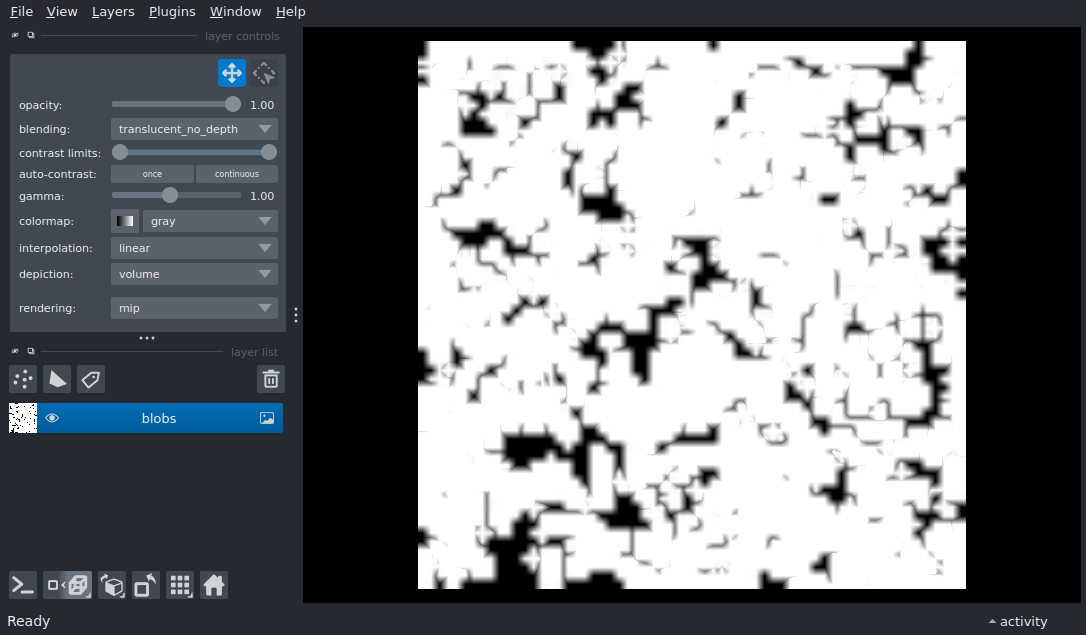 File View Layers Plugins Window Help
layer controls
opacity: 1.00
blending: translucent_no_depth
contrast limits:
auto-contrast: once continuous
gamma: 1.00
colormap: gray
interpolation: linear
depiction: volume
rendering: mip
layer list
blobs
Ready activity